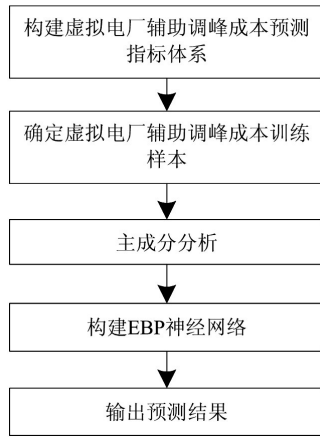 构建虚拟电厂辅助调峰成本预测
指标体系
确定虚拟电厂辅助调峰成本训练
样本
主成分分析
构建EBP神经网络
输出预测结果